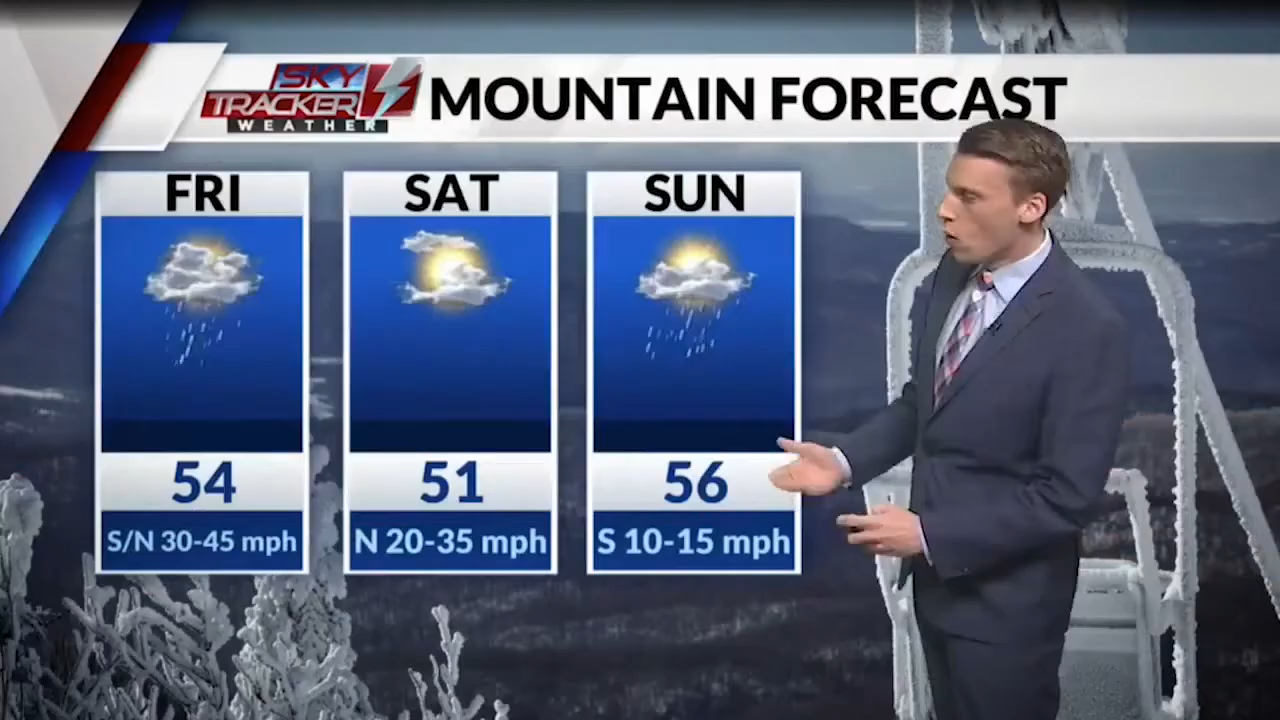 SKY
TRACKER
WEATHER
MOUNTAIN FORECAST
FRI
SAT
SUN
54
51
56
S/N 30-45 mph
N 20-35 mph
S 10-15 mph